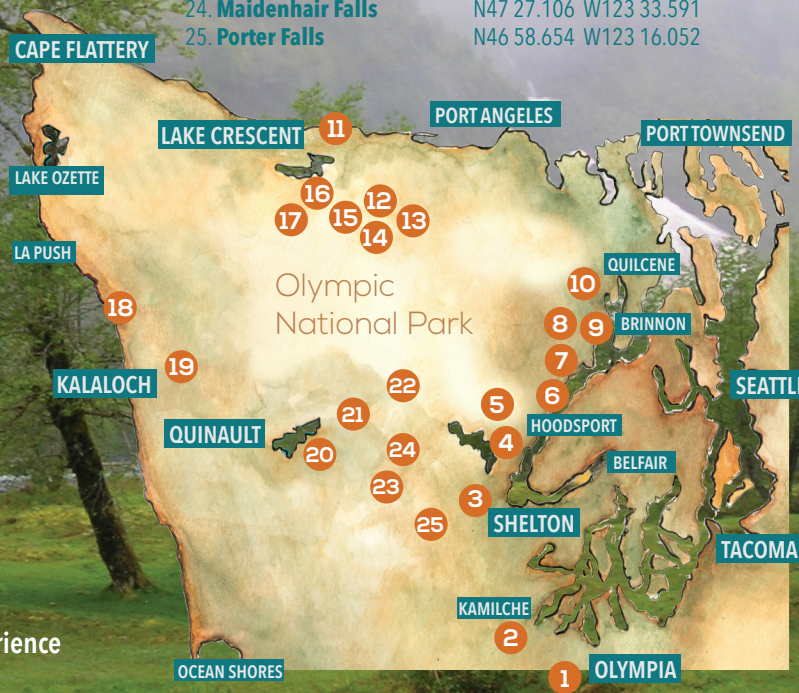 24. Maidenhair Falls N47 27.106 W123 33.591
25. Porter Falls N46 58.654 W123 16.052
CAPE FLATTERY
PORT ANGELES
LAKE CRESCENT
11
PORT TOWNSEND
LAKE OZETTE
16
12
17
15
13
14
LA PUSH
QUILCENE
10
Olympic
National Park
18
8
9
BRINNON
7
19
KALALOCH
22
SEATTL
6
5
21
HOODSPORT
QUINAULT
4
20
24
BELFAIR
23
3
25
SHELTON
TACOMA
KAMILCHE
2
rience
OCEAN SHORES
1
OLYMPIA